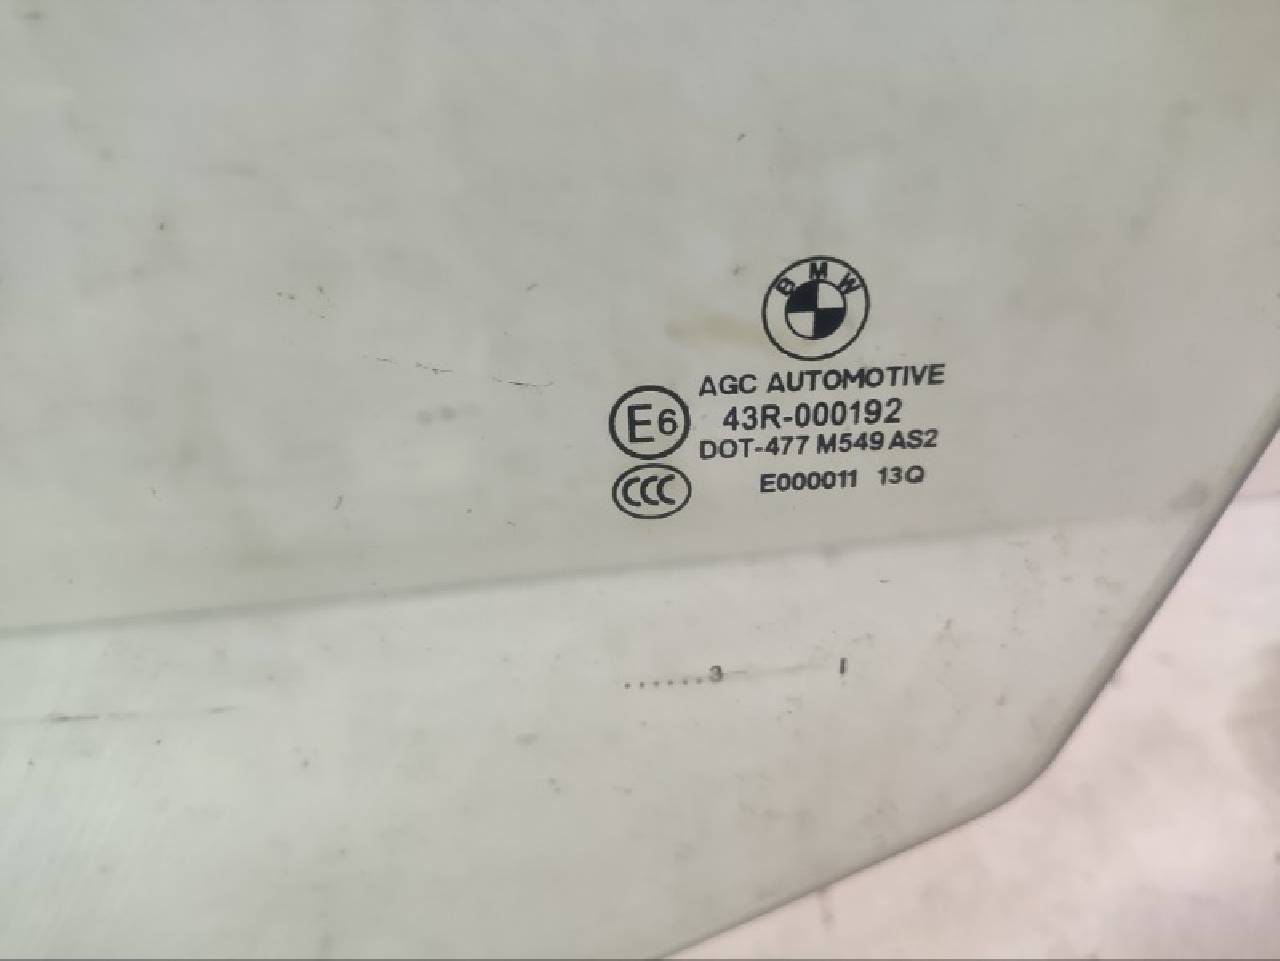 BMW
AGC AUTOMOTIVE
E6
43R-000192
DOT-477 M549 AS2
CCC
E000011 13Q
......3 I